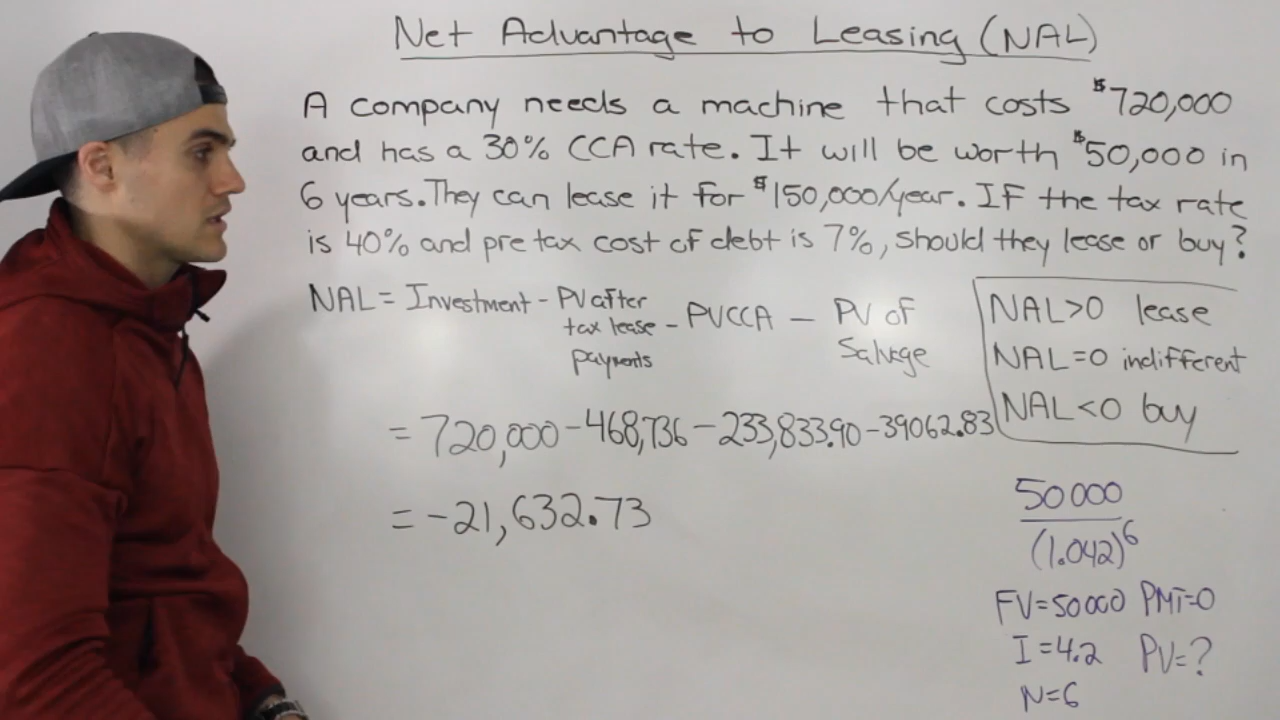 Net Advantage to Leasing (NAL)
A company needs a machine that costs $720,000
and has a 30% CCA rate. It will be worth $50,000 in
6 years. They can lease it for $150,000/year. If the tax rate
is 40% and pretax cost of debt is 7%, should they lease or buy?
NAL = Investment - PV after
tax lease - PVCCA - PV of
payments
Salvage
NAL>0 lease
NAL=0 indifferent
NAL<0 buy
= 720,000 - 468,736 - 233,833.90 - 39062.83
= -21,632.73
50000
(1.042)^6
FV=50000 PMT=0
I=4.2 PV=?
N=6